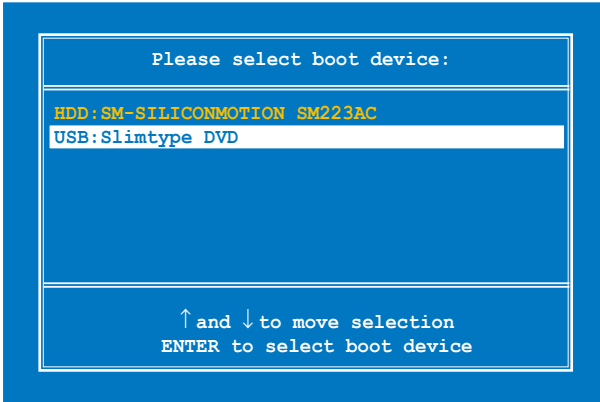 Please select boot device:
HDD:SM-SILICONMOTION SM223AC
USB:Slimtype DVD
↑and ↓to move selection
ENTER to select boot device